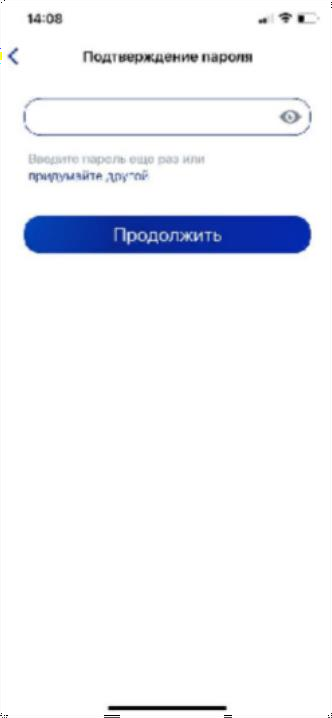 14:08
Подтверждение пароля
Введите пароль еще раз или
придумайте другой
Продолжить